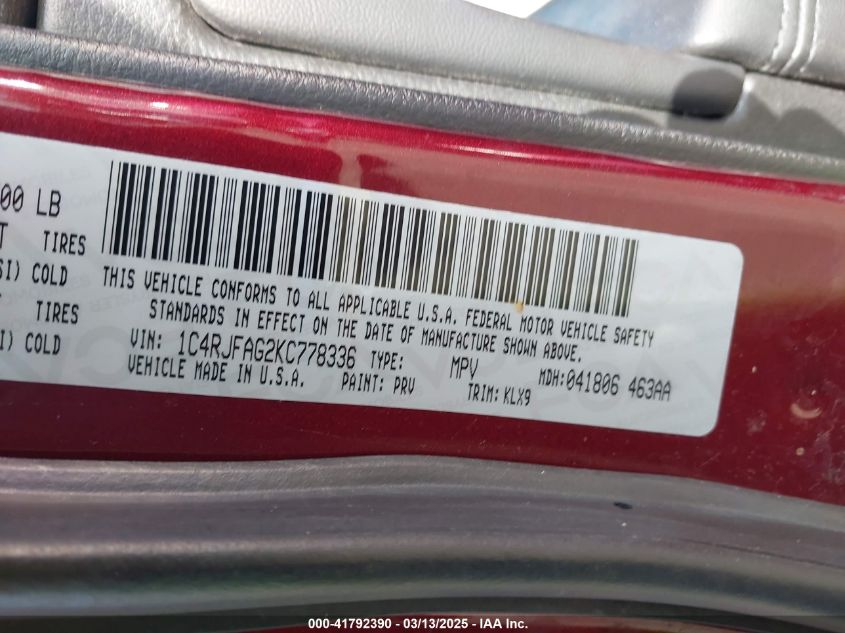 00 LB
T TIRES
SI) COLD
TIRES
I) COLD
THIS VEHICLE CONFORMS TO ALL APPLICABLE U.S.A. FEDERAL MOTOR VEHICLE SAFETY
STANDARDS IN EFFECT ON THE DATE OF MANUFACTURE SHOWN ABOVE.
VIN: 1C4RJFAG2KC778336 TYPE: MPV MDH:041806 463AA
VEHICLE MADE IN U.S.A. PAINT: PRV TRIM: KLX9
000-41792390 - 03/13/2025 - IAA Inc.